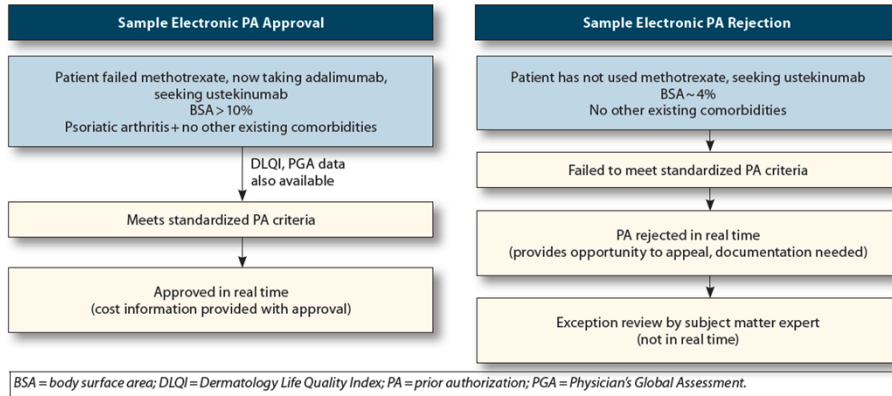 Sample Electronic PA Approval
Patient failed methotrexate, now taking adalimumab,
seeking ustekinumab
BSA > 10%
Psoriatic arthritis + no other existing comorbidities
DLQI, PGA data
also available
Meets standardized PA criteria
Approved in real time
(cost information provided with approval)
Sample Electronic PA Rejection
Patient has not used methotrexate, seeking ustekinumab
BSA ~ 4%
No other existing comorbidities
Failed to meet standardized PA criteria
PA rejected in real time
(provides opportunity to appeal, documentation needed)
Exception review by subject matter expert
(not in real time)
BSA = body surface area; DLQI = Dermatology Life Quality Index; PA = prior authorization; PGA = Physician's Global Assessment.